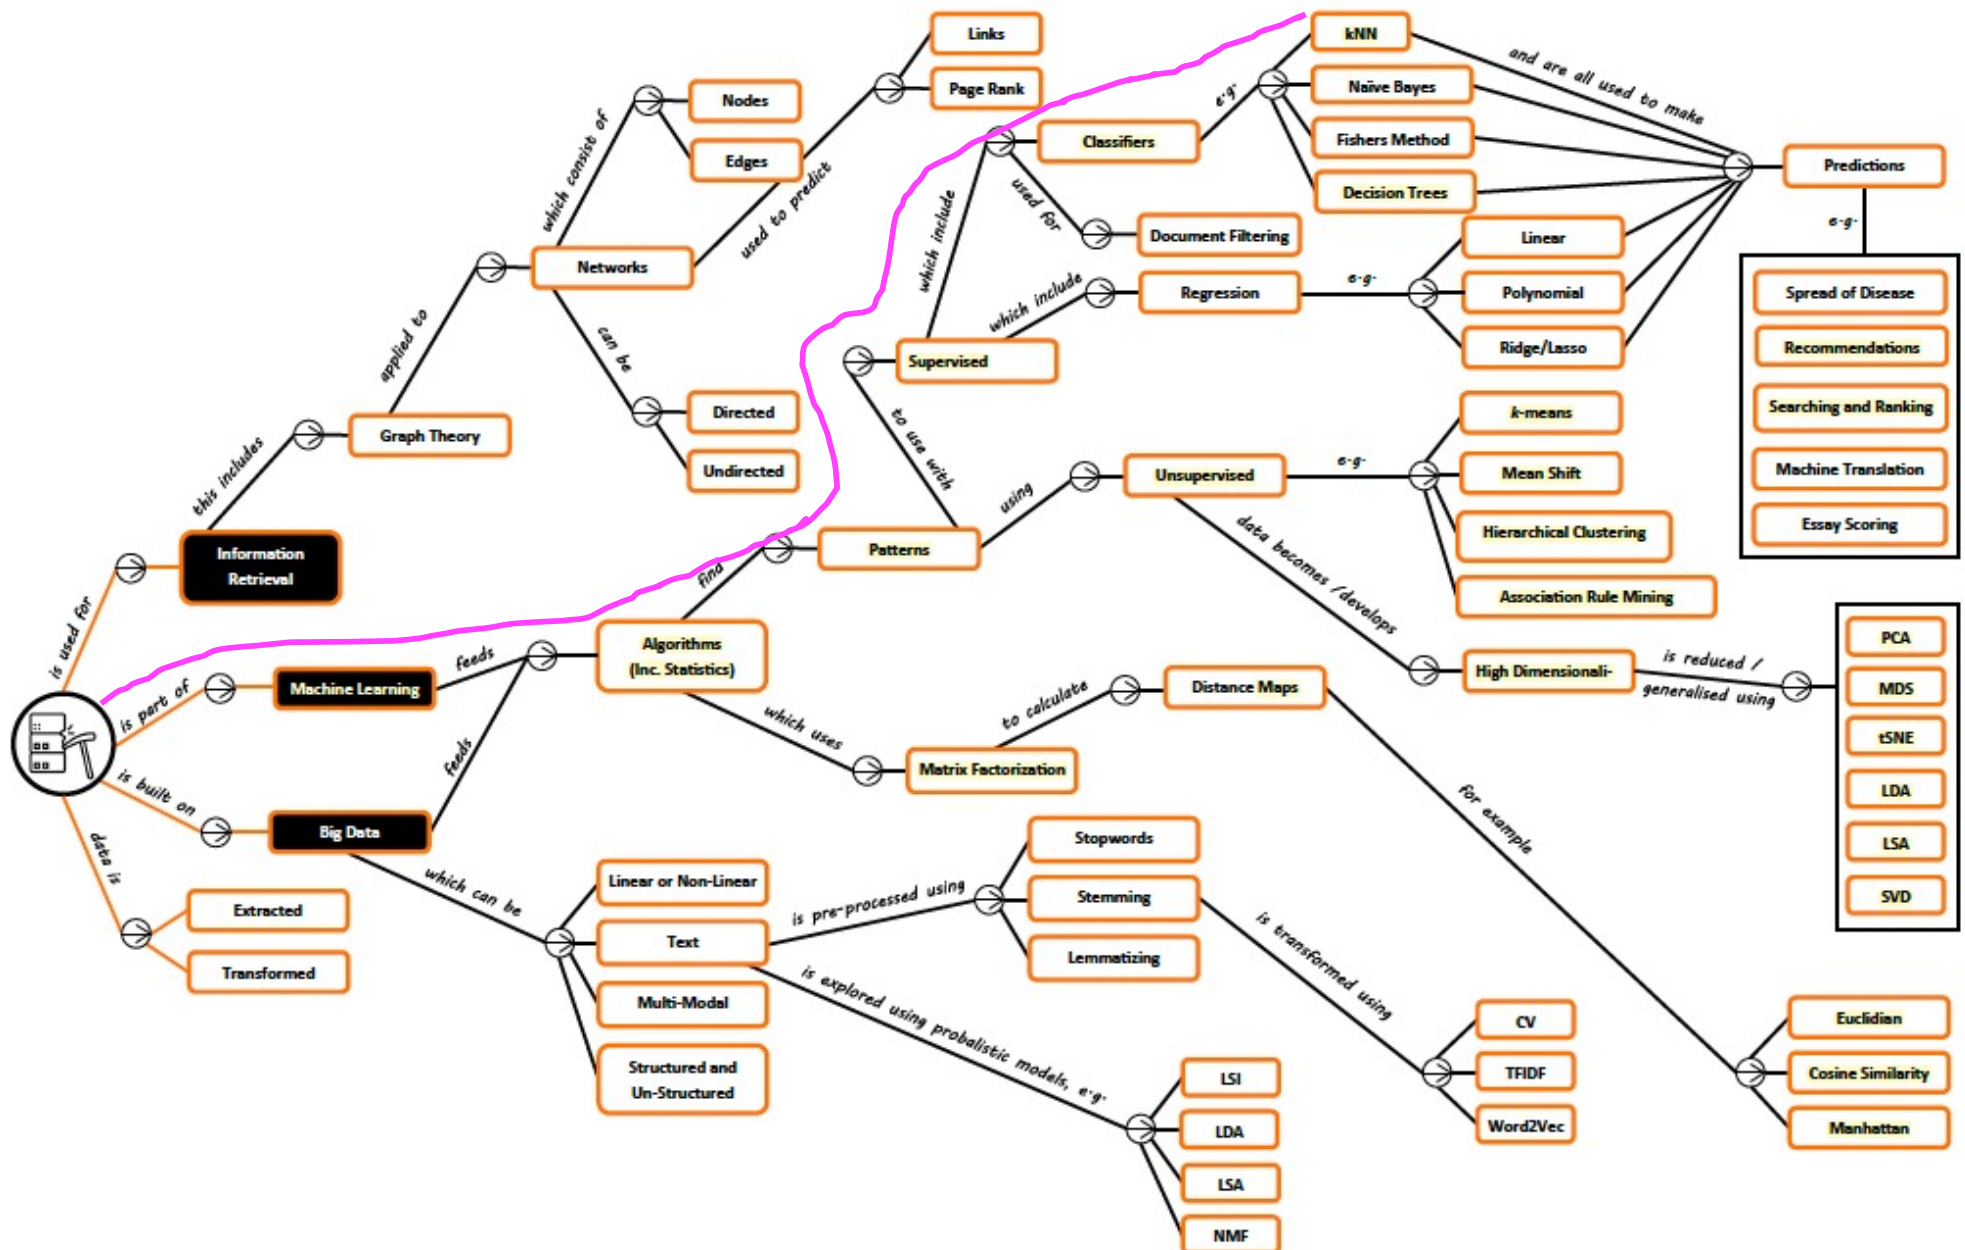 is used for
Information
Retrieval
this includes
Graph Theory
applied to
Networks
which consist of
Nodes
Edges
used to predict
Links
Page Rank
can be
Directed
Undirected
is part of
Machine Learning
feeds
Algorithms
(Inc. Statistics)
find
Patterns
to use with
Supervised
which include
Classifiers
e.g.
kNN
Naïve Bayes
Fishers Method
Decision Trees
and are all used to make
Predictions
e.g.
Spread of Disease
Recommendations
Searching and Ranking
Machine Translation
Essay Scoring
used for
Document Filtering
which include
Regression
e.g.
Linear
Polynomial
Ridge/Lasso
using
Unsupervised
e.g.
k-means
Mean Shift
Hierarchical Clustering
Association Rule Mining
data becomes /develops
High Dimensionali-
is reduced /
generalised using
PCA
MDS
tSNE
LDA
LSA
SVD
which uses
Matrix Factorization
to calculate
Distance Maps
for example
Euclidian
Cosine Similarity
Manhattan
is built on
Big Data
feeds
which can be
Linear or Non-Linear
Text
Multi-Modal
Structured and
Un-Structured
is pre-processed using
Stopwords
Stemming
Lemmatizing
is transformed using
CV
TFIDF
Word2Vec
is explored using probalistic models, e.g.
LSI
LDA
LSA
NMF
data is
Extracted
Transformed